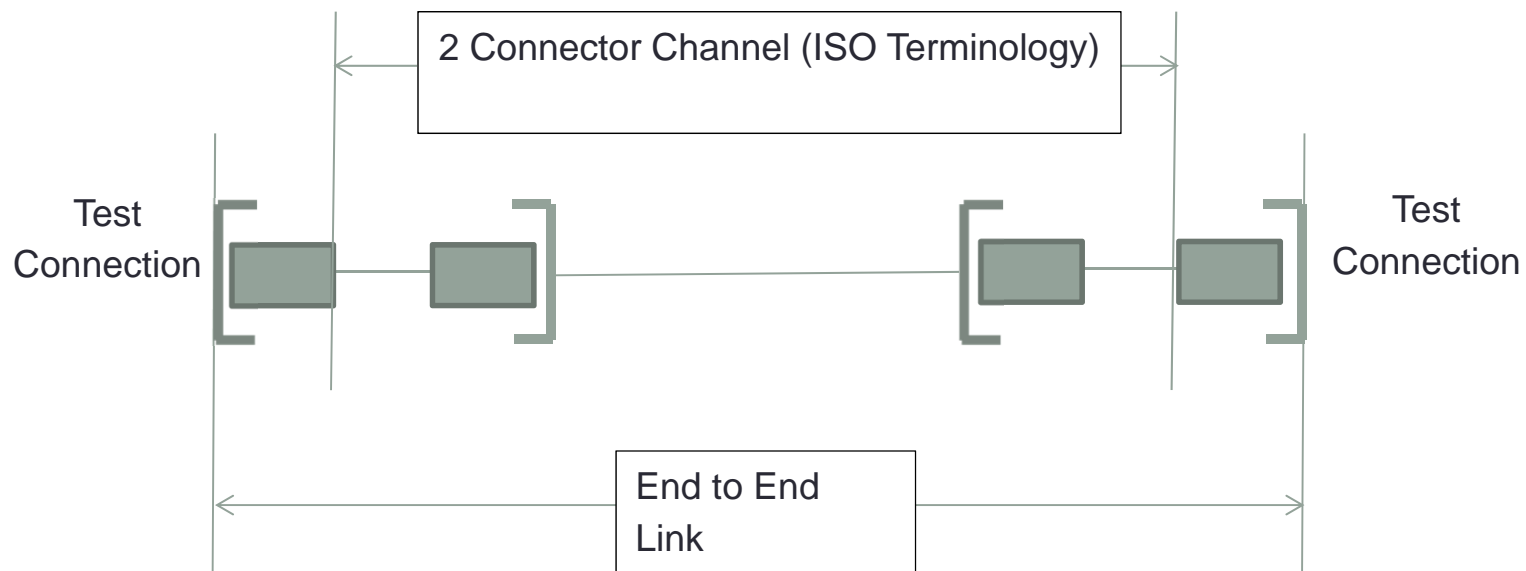 2 Connector Channel (ISO Terminology)
Test
Connection
Test
Connection
End to End
Link